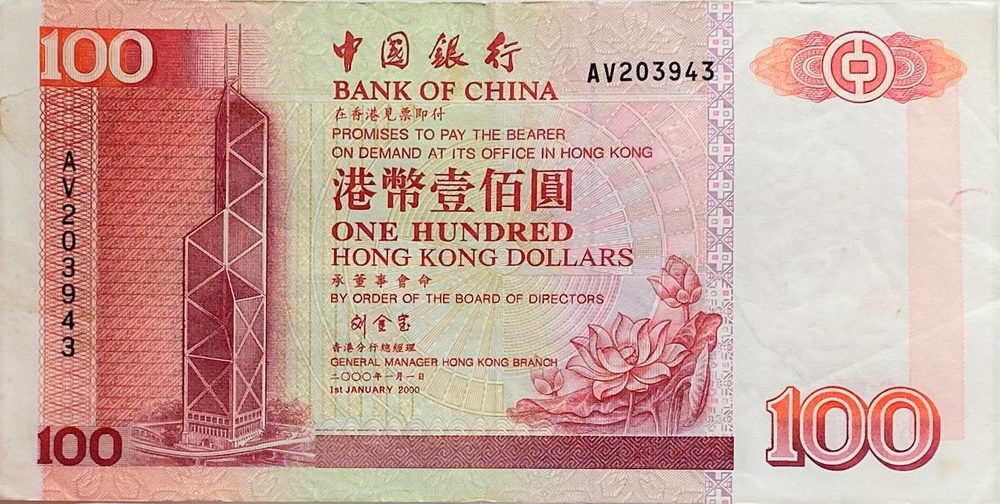 100
中國銀行
AV203943
BANK OF CHINA
在香港見票即付
PROMISES TO PAY THE BEARER
ON DEMAND AT ITS OFFICE IN HONG KONG
AV203943
港幣壹佰圓
ONE HUNDRED
HONG KONG DOLLARS
承董事會命
BY ORDER OF THE BOARD OF DIRECTORS
香港分行總經理
GENERAL MANAGER HONG KONG BRANCH
二〇〇〇年一月一日
1st JANUARY 2000
100
100